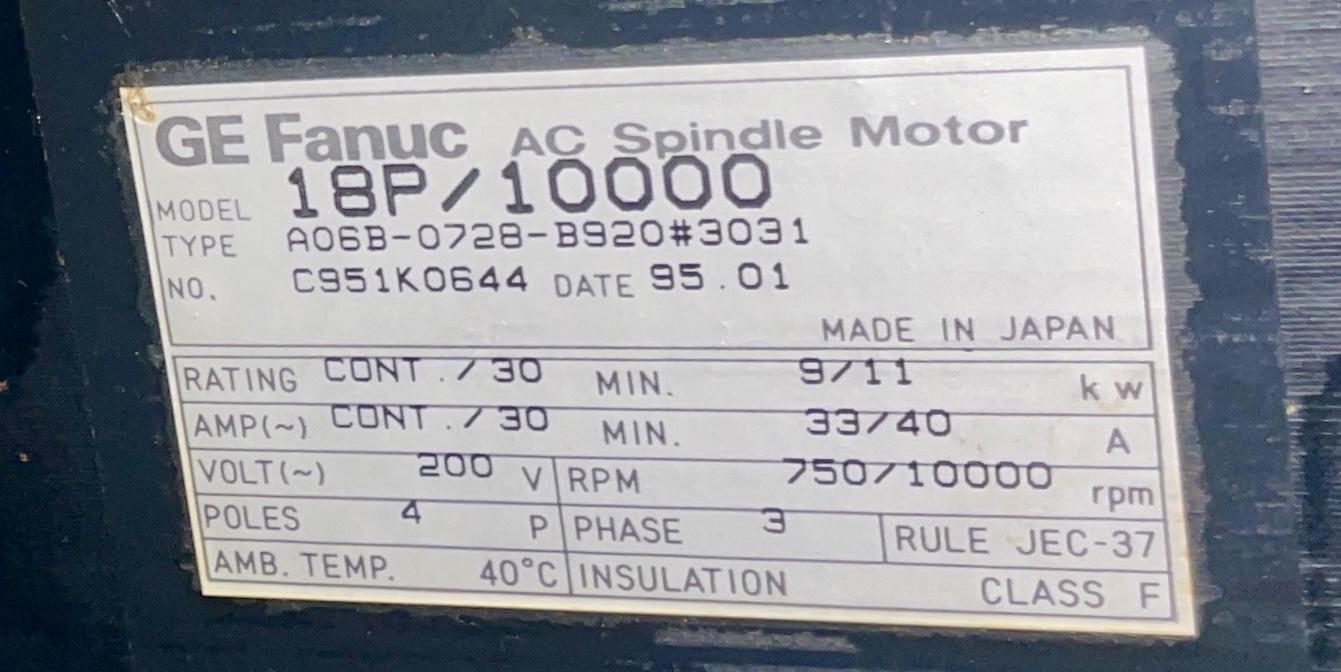 GE Fanuc AC Spindle Motor
MODEL 18P/10000
TYPE A06B-0728-B920#3031
NO. C951K0644 DATE 95.01
MADE IN JAPAN
RATING CONT./30 MIN. 9/11 kw
AMP(~) CONT./30 MIN. 33/40 A
VOLT(~) 200 V RPM 750/10000 rpm
POLES 4 P PHASE 3 RULE JEC-37
AMB. TEMP. 40°C INSULATION CLASS F